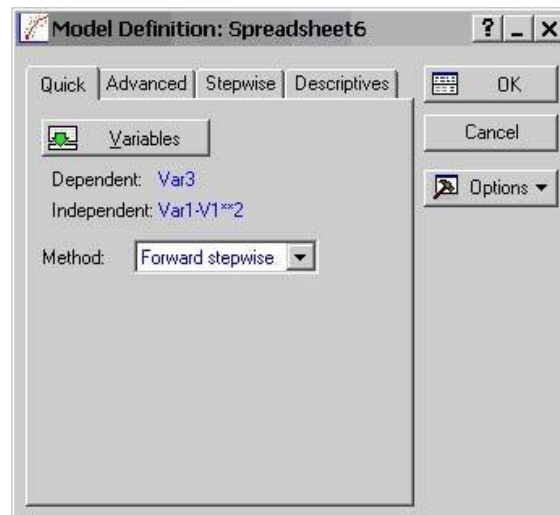 Model Definition: Spreadsheet6
Quick Advanced Stepwise Descriptives
OK
Variables
Cancel
Dependent: Var3
Options
Independent: Var1-V1**2
Method: Forward stepwise